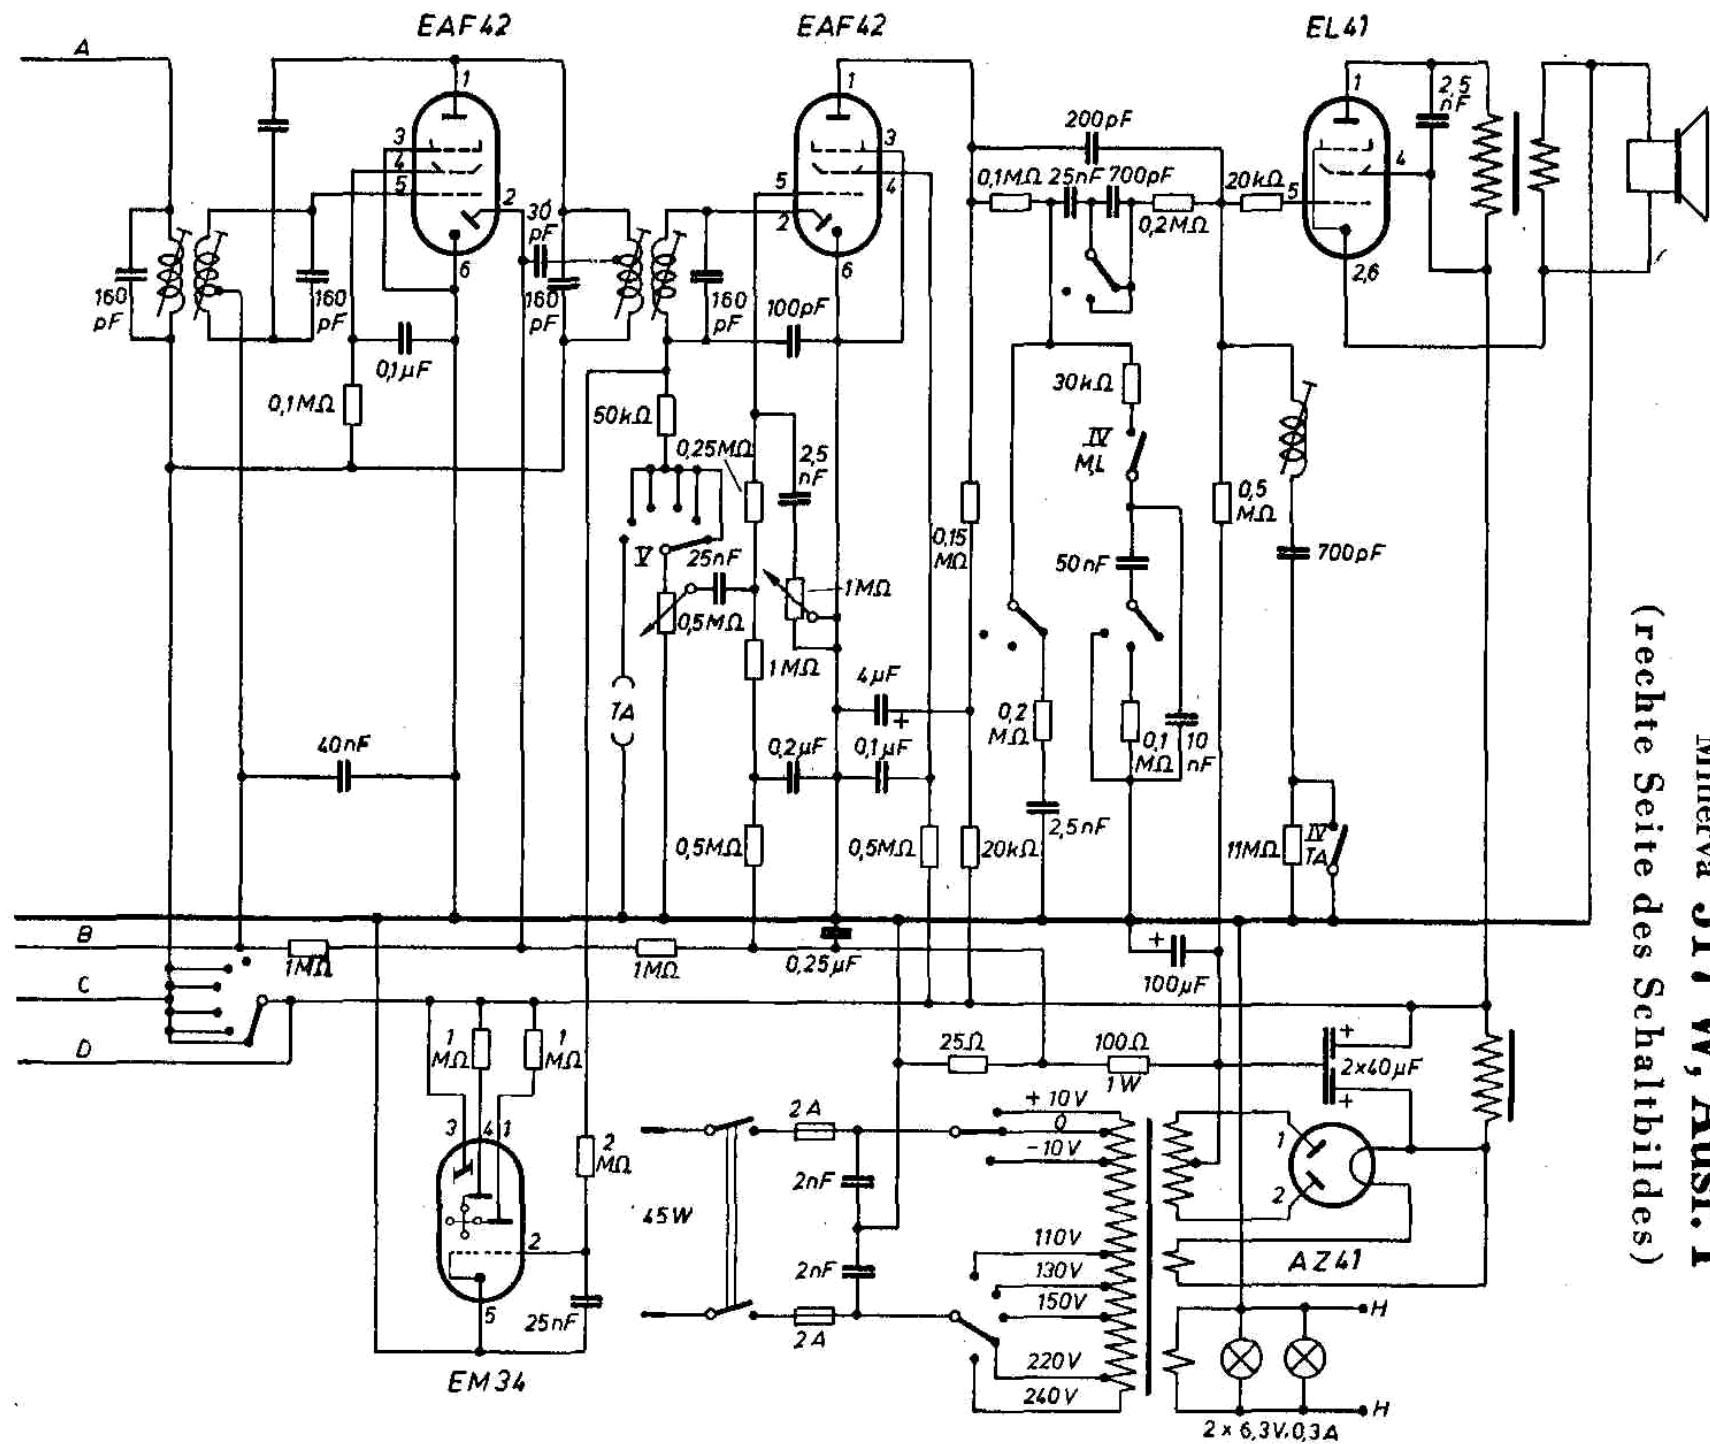 EAF42
EAF42
EL41
A
1
1
1
2,5
nF
3
4
5
2
30
pF
6
5
2
3
4
6
200pF
0,1MΩ
25nF
700pF
0,2MΩ
20kΩ
5
4
2,6
160
pF
160
pF
160
pF
160
pF
100pF
0,1µF
0,1MΩ
50kΩ
0,25MΩ
2,5
nF
30kΩ
IV
M,L
0,15
MΩ
0,5
MΩ
700pF
V
25nF
0,5MΩ
1MΩ
50nF
1MΩ
TA
4µF
+
0,2
MΩ
0,1
MΩ
10
nF
40nF
0,2µF
0,1µF
2,5nF
0,5MΩ
0,5MΩ
20kΩ
11MΩ
IV
TA
B
1MΩ
1MΩ
0,25µF
+
100µF
C
D
1
MΩ
1
MΩ
25Ω
100Ω
1W
+
2x40µF
+
3
4
1
2
MΩ
2A
+10V
0
-10V
1
2
2nF
45W
2
110V
AZ41
2nF
130V
5
25nF
2A
150V
H
EM34
220V
240V
H
2 x 6,3V.0,3A
Minerva 517 W, Ausf. I
(rechte Seite des Schaltbildes)